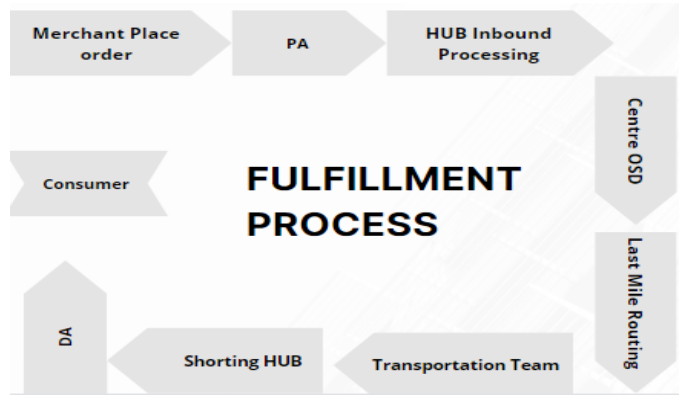 Merchant Place
order
PA
HUB Inbound
Processing
Centre OSD
Last Mile Routing
Transportation Team
Shorting HUB
DA
Consumer
FULFILLMENT
PROCESS